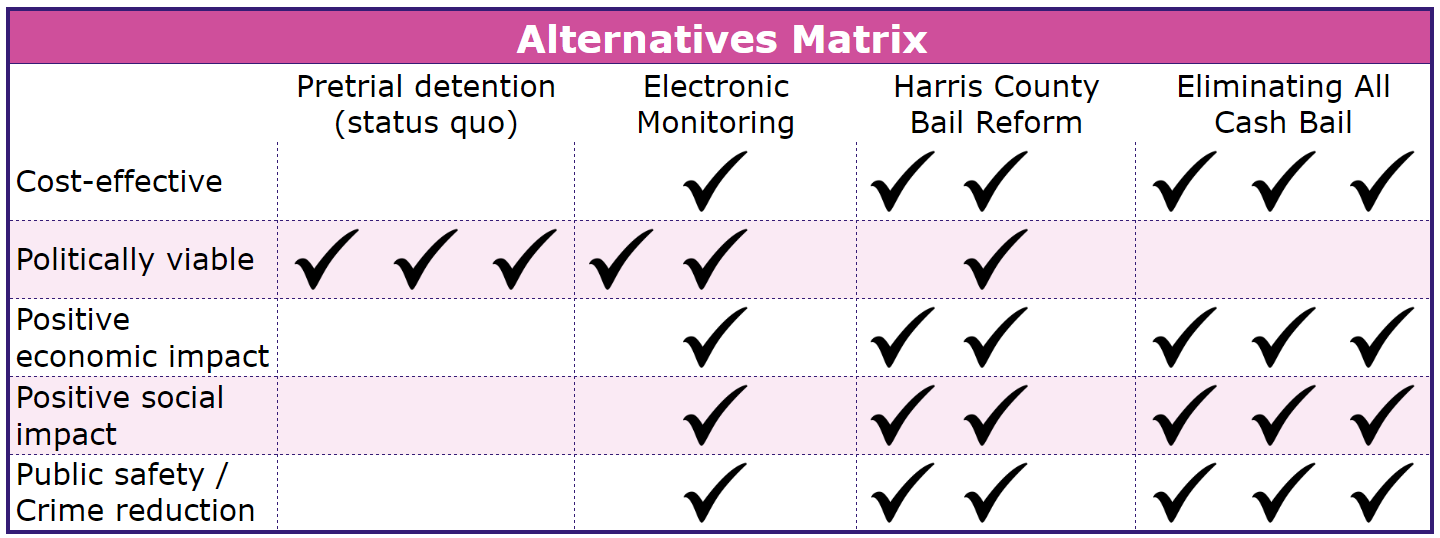 Alternatives Matrix
Pretrial detention
(status quo)
Electronic
Monitoring
Harris County
Bail Reform
Eliminating All
Cash Bail
Cost-effective
Politically viable
Positive
economic impact
Positive social
impact
Public safety /
Crime reduction